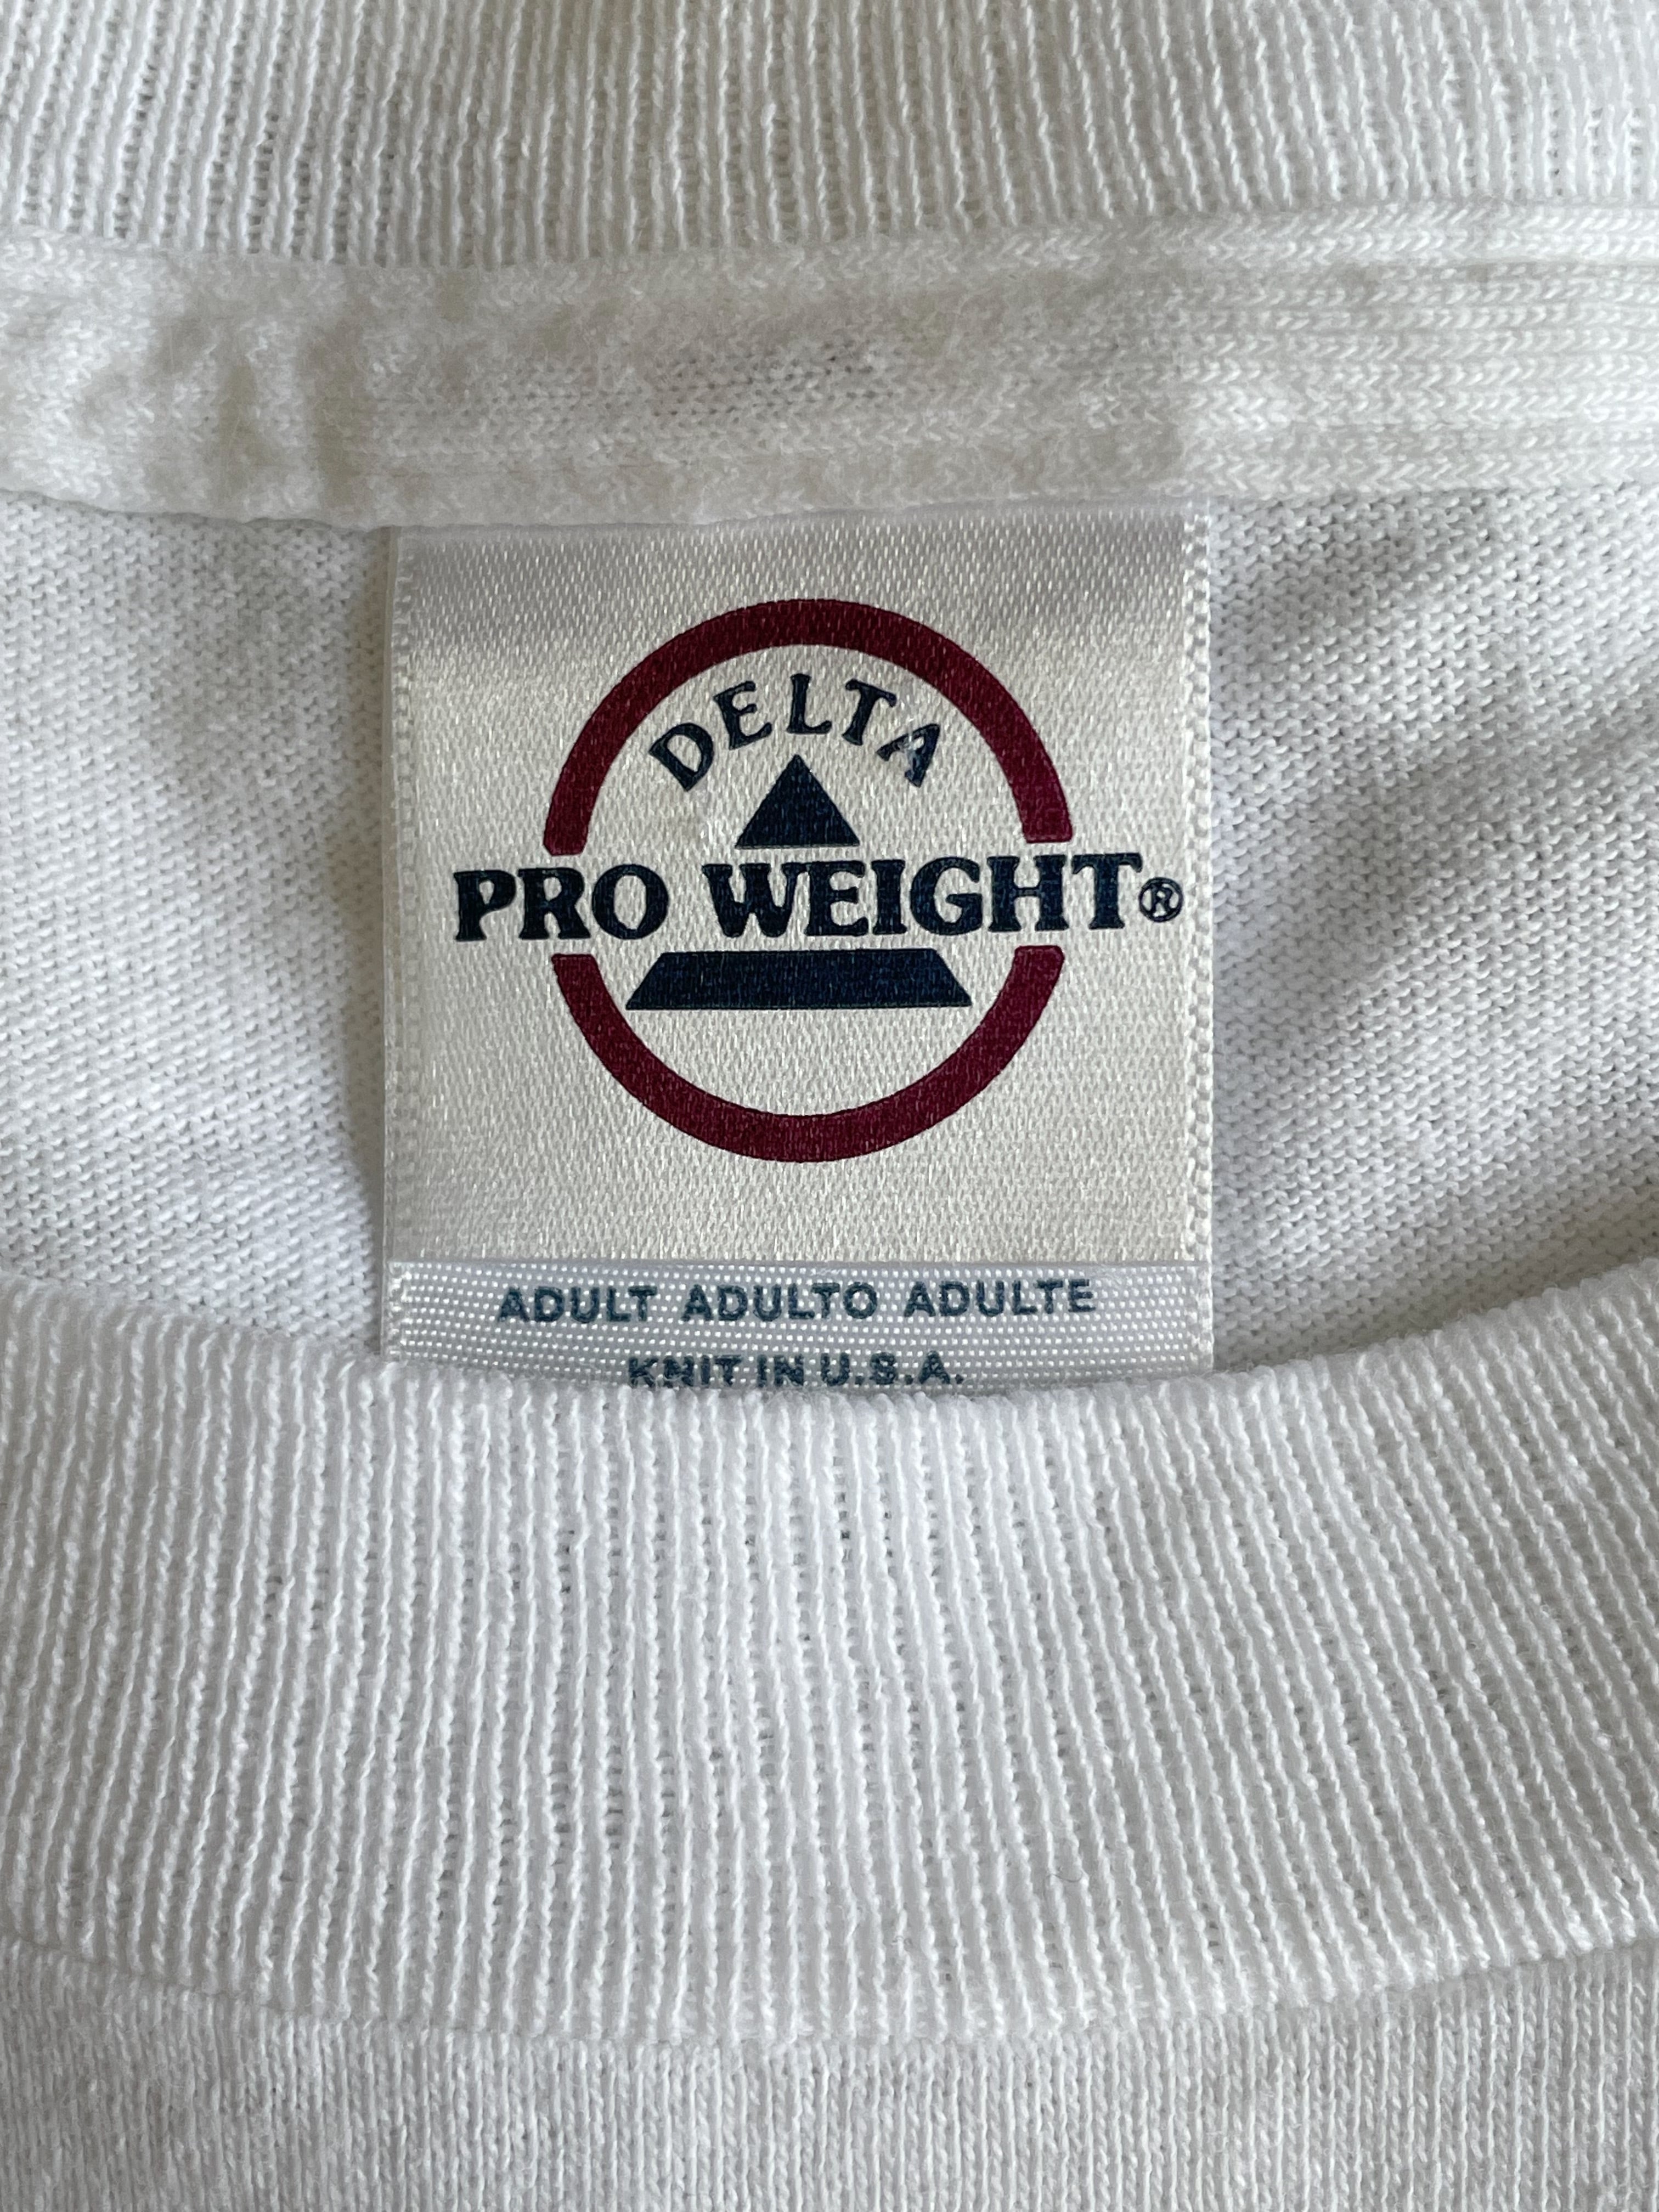 DELTA
PRO WEIGHT®
ADULT ADULTO ADULTE
KNIT IN U.S.A.